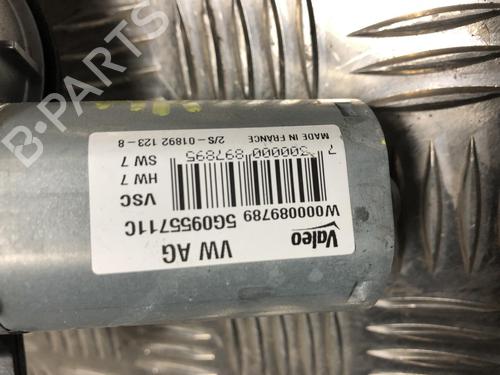 Valeo
VW AG
5G0955711C
W000089789
VSC
HW 7
SW 7
7 300000 897895
MADE IN FRANCE
2/S-01892 123-8
B-PARTS